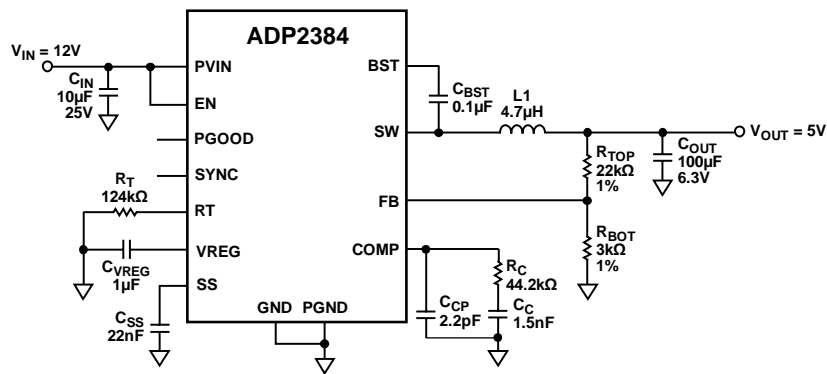 ADP2384
V_IN = 12V
C_IN
10µF
25V
PVIN
EN
PGOOD
SYNC
R_T
124kΩ
RT
VREG
C_VREG
1µF
SS
C_SS
22nF
GND
PGND
BST
C_BST
0.1µF
SW
L1
4.7µH
V_OUT = 5V
R_TOP
22kΩ
1%
C_OUT
100µF
6.3V
FB
R_BOT
3kΩ
1%
COMP
R_C
44.2kΩ
C_CP
2.2pF
C_C
1.5nF